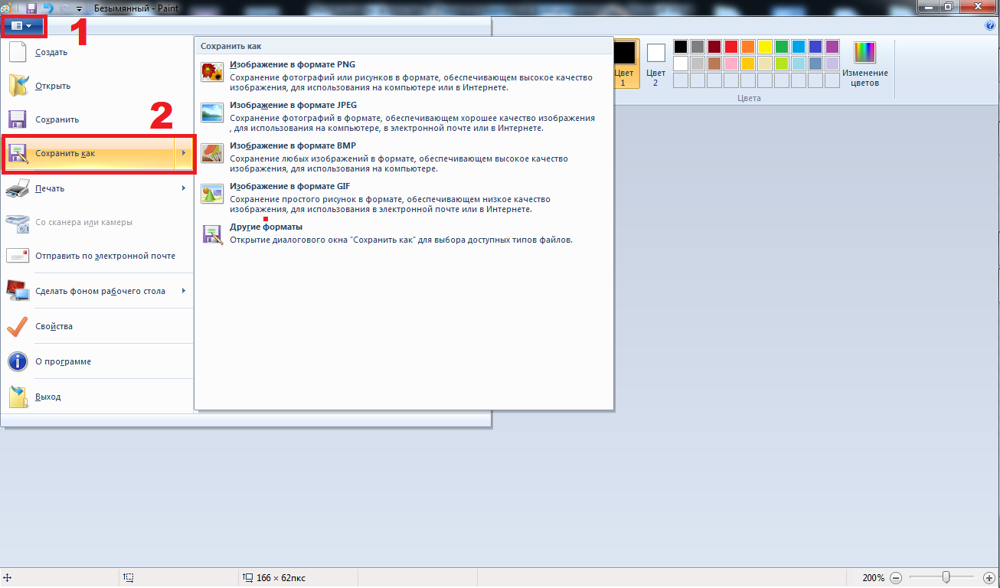 Безымянный - Paint
1
Создать
Открыть
Сохранить
2
Сохранить как
Печать
Со сканера или камеры
Отправить по электронной почте
Сделать фоном рабочего стола
Свойства
О программе
Выход
Сохранить как
Изображение в формате PNG
Сохранение фотографий или рисунков в формате, обеспечивающем высокое качество
изображения, для использования на компьютере или в Интернете.
Изображение в формате JPEG
Сохранение фотографий в формате, обеспечивающем хорошее качество изображения
, для использования на компьютере, в электронной почте или в Интернете.
Изображение в формате BMP
Сохранение любых изображений в формате, обеспечивающем высокое качество
изображения, для использования на компьютере.
Изображение в формате GIF
Сохранение простого рисунок в формате, обеспечивающем низкое качество
изображения, для использования в электронной почте или в Интернете.
Другие форматы
Открытие диалогового окна "Сохранить как" для выбора доступных типов файлов.
Цвет
1
Цвет
2
Изменение
цветов
Цвета
166 × 62пкс
200%